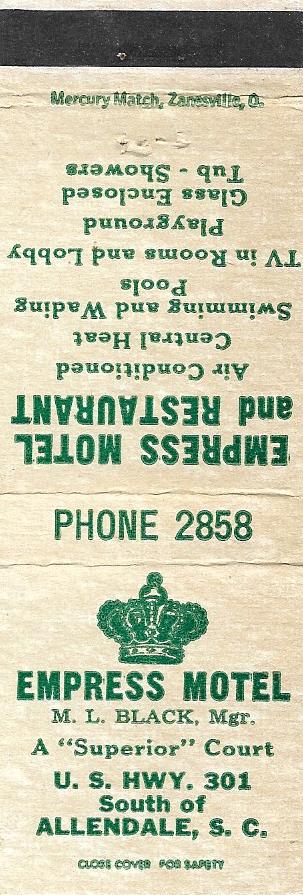 Mercury Match, Zanesville, O.
EMPRESS MOTEL
and RESTAURANT
Air Conditioned
Central Heat
Swimming and Wading
Pools
TV in Rooms and Lobby
Playground
Glass Enclosed
Tub - Showers
PHONE 2858
EMPRESS MOTEL
M. L. BLACK, Mgr.
A "Superior" Court
U. S. HWY. 301
South of
ALLENDALE, S. C.
CLOSE COVER FOR SAFETY